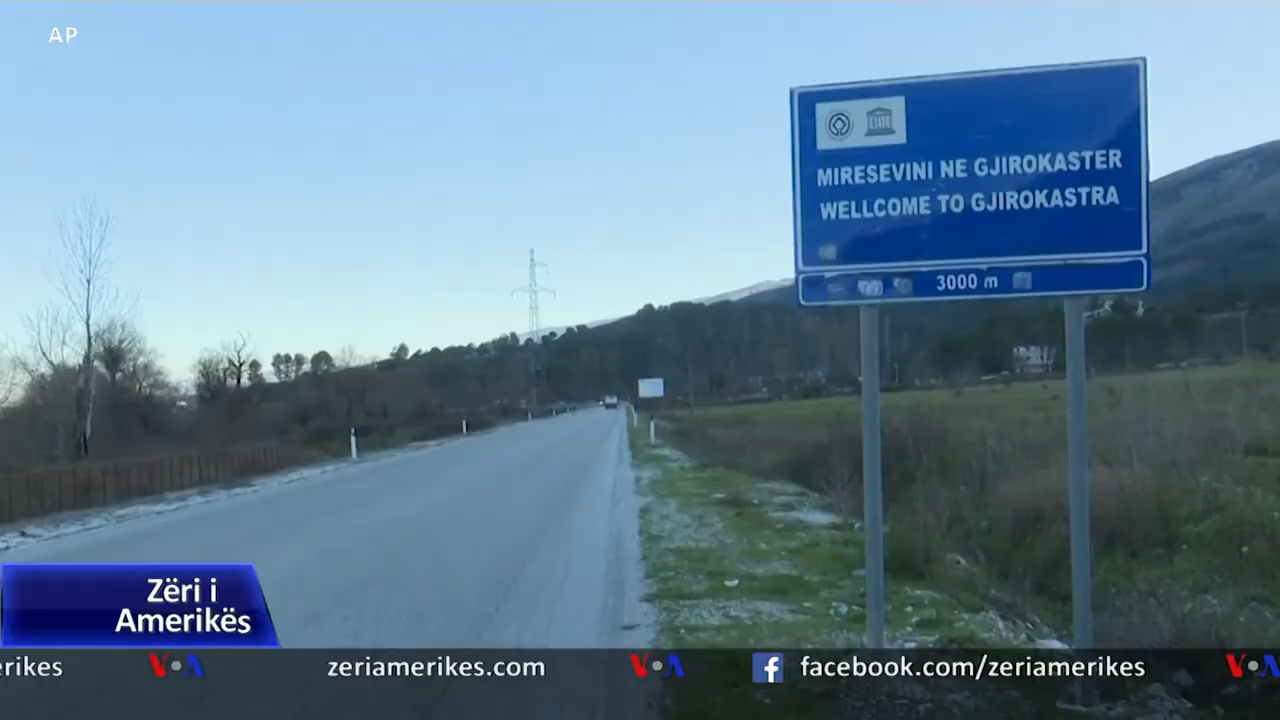 AP
MIRESEVINI NE GJIROKASTER
WELLCOME TO GJIROKASTRA
3000 m
Zëri i
Amerikës
erikes VOA zeriamerikes.com VOA facebook.com/zeriamerikes VOA